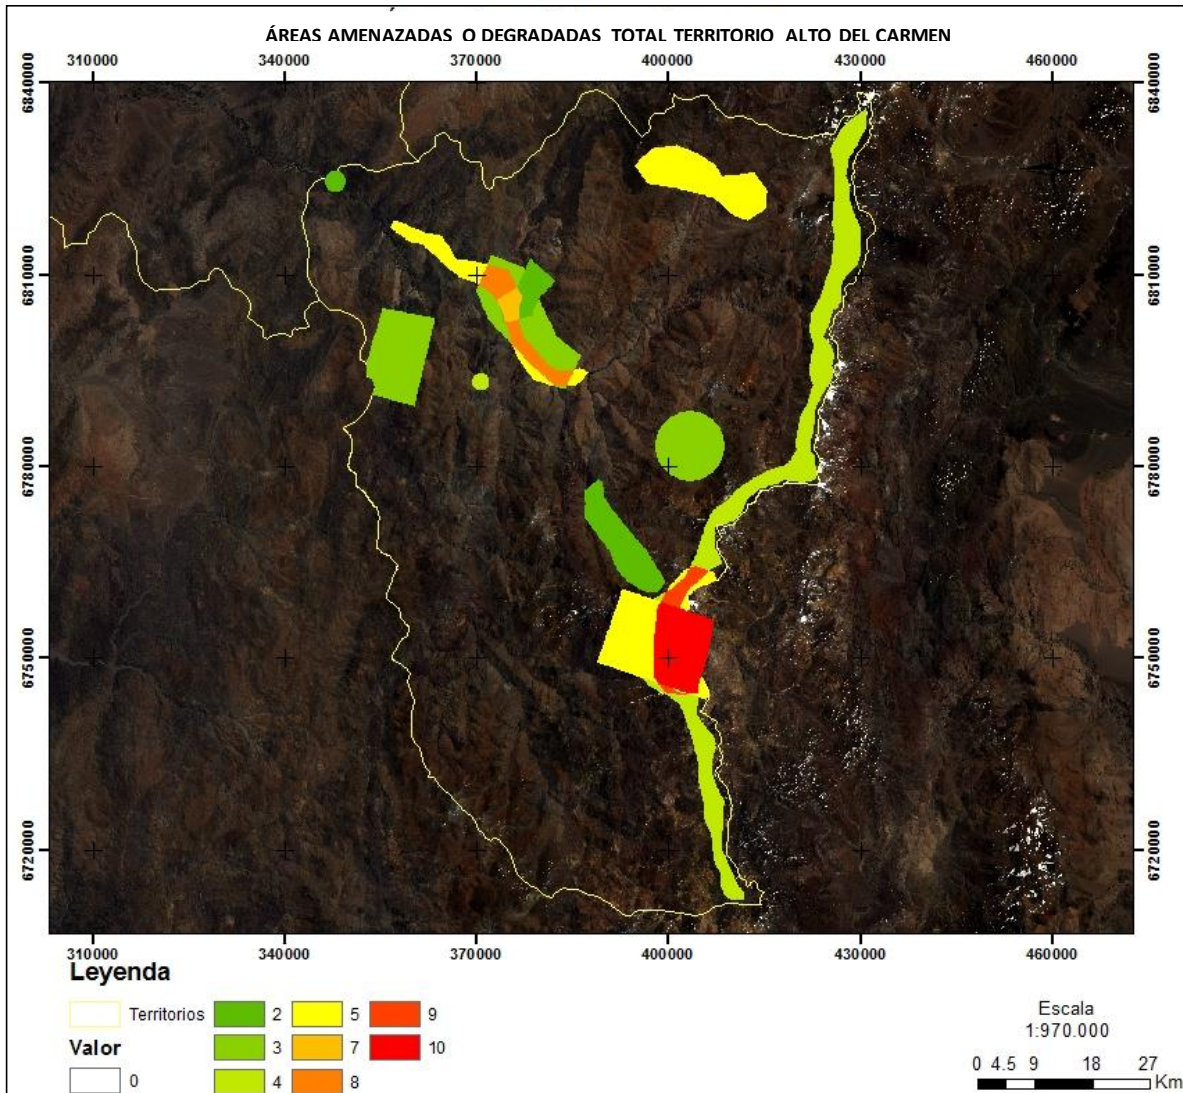 ÁREAS AMENAZADAS O DEGRADADAS TOTAL TERRITORIO ALTO DEL CARMEN
310000 340000 370000 400000 430000 460000
6840000 6840000
6810000 6810000
6780000 6780000
6750000 6750000
6720000 6720000
310000 340000 370000 400000 430000 460000
Leyenda
Territorios 2 5 9
Valor 3 7 10
0 4 8
Escala
1:970.000
0 4.5 9 18 27
Km